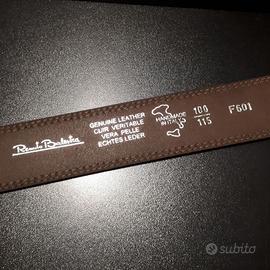 Renato Balestra
GENUINE LEATHER
CUIR VERITABLE
VERA PELLE
ECHTES LEDER
HANDMADE
IN ITALY
100
115
F601
subito